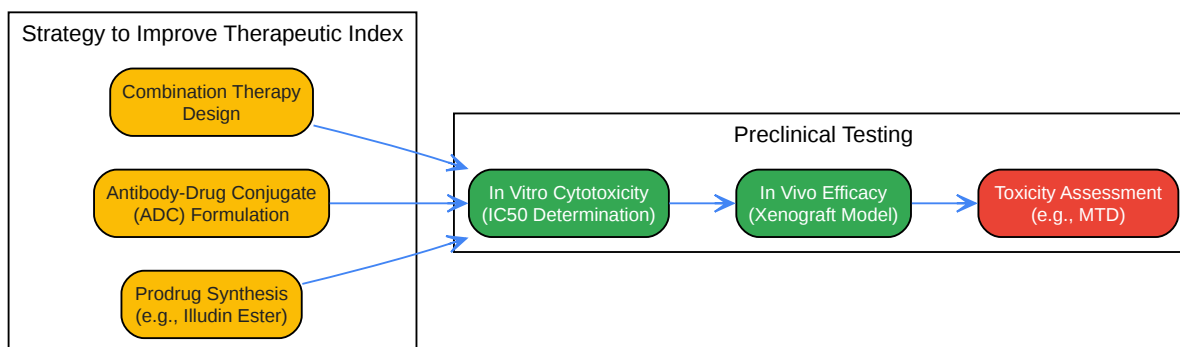 Strategy to Improve Therapeutic Index
Combination Therapy
Design
Antibody-Drug Conjugate
(ADC) Formulation
Prodrug Synthesis
(e.g., Illudin Ester)
Preclinical Testing
In Vitro Cytotoxicity
(IC50 Determination)
In Vivo Efficacy
(Xenograft Model)
Toxicity Assessment
(e.g., MTD)